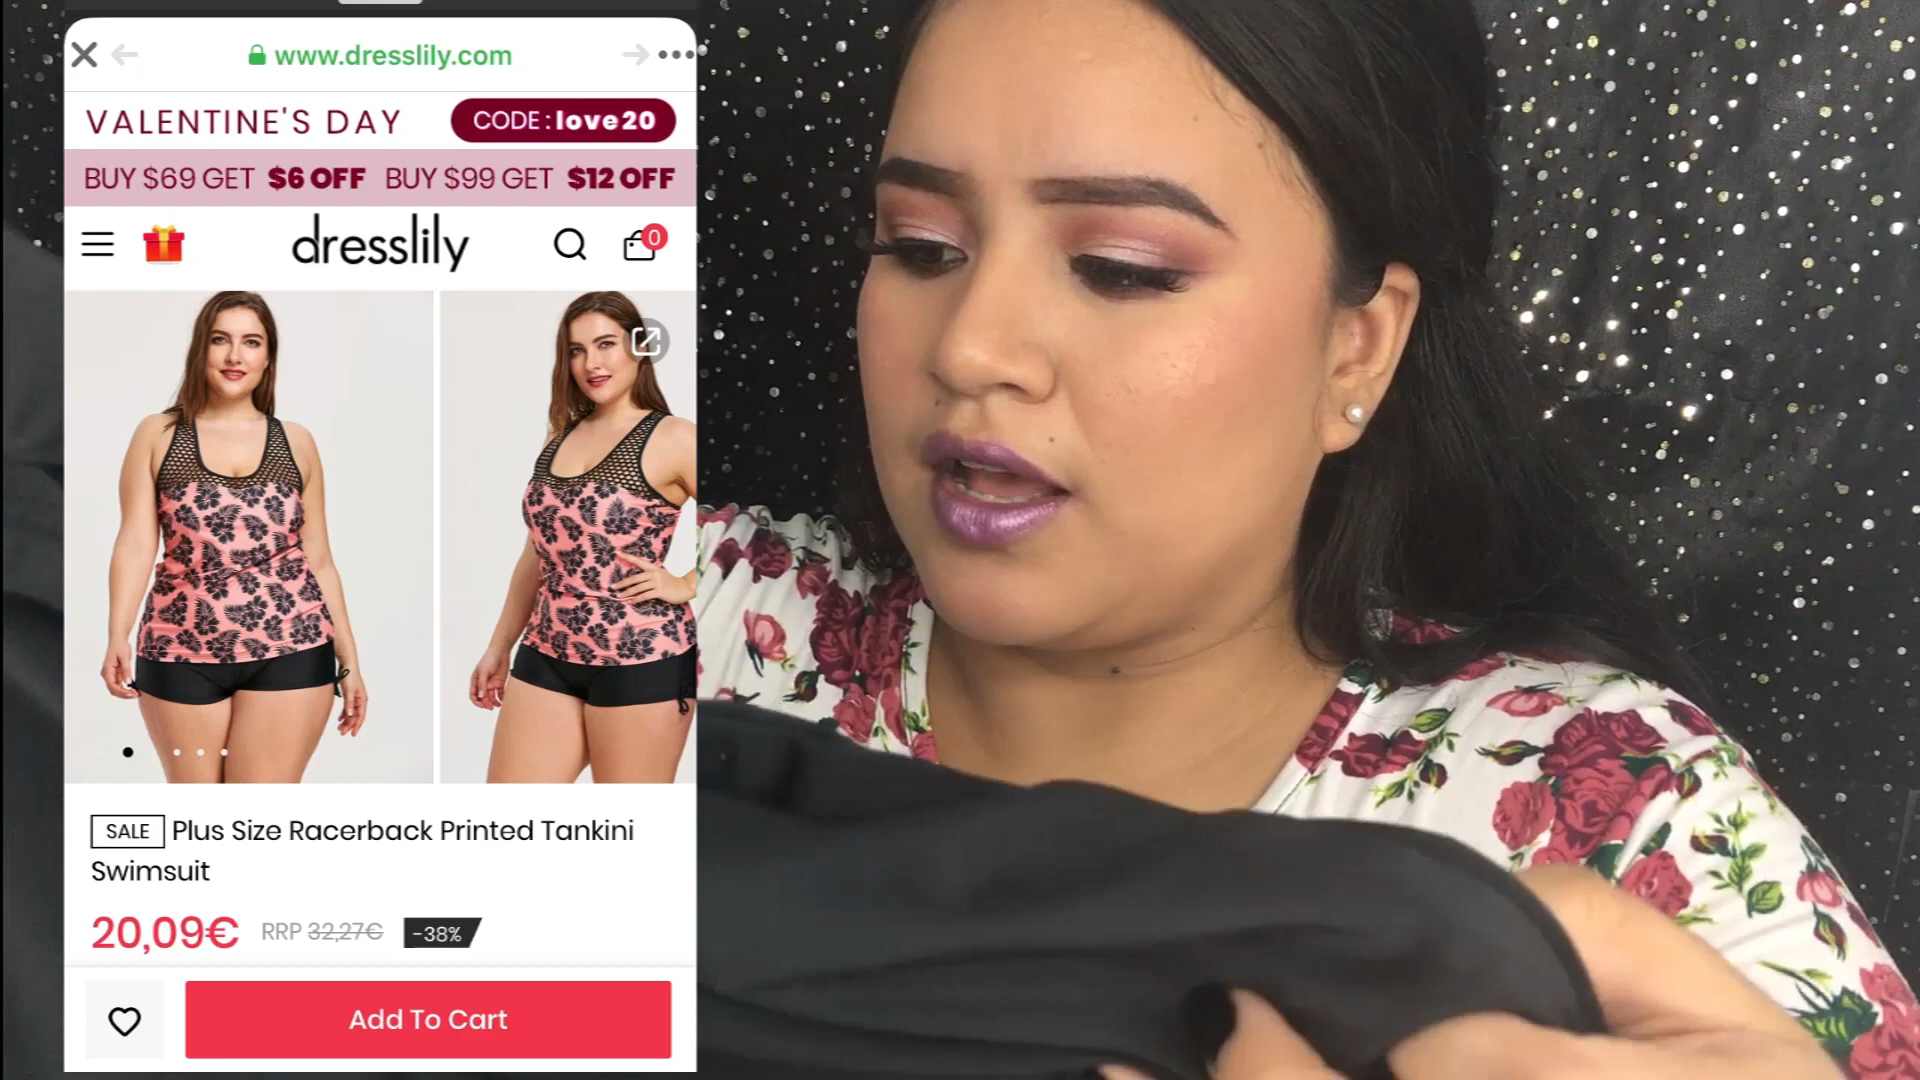 www.dresslily.com
VALENTINE'S DAY CODE: love20
BUY $69 GET $6 OFF BUY $99 GET $12 OFF
dresslily 0
SALE Plus Size Racerback Printed Tankini
Swimsuit
20,09€ RRP 32,27€ -38%
Add To Cart